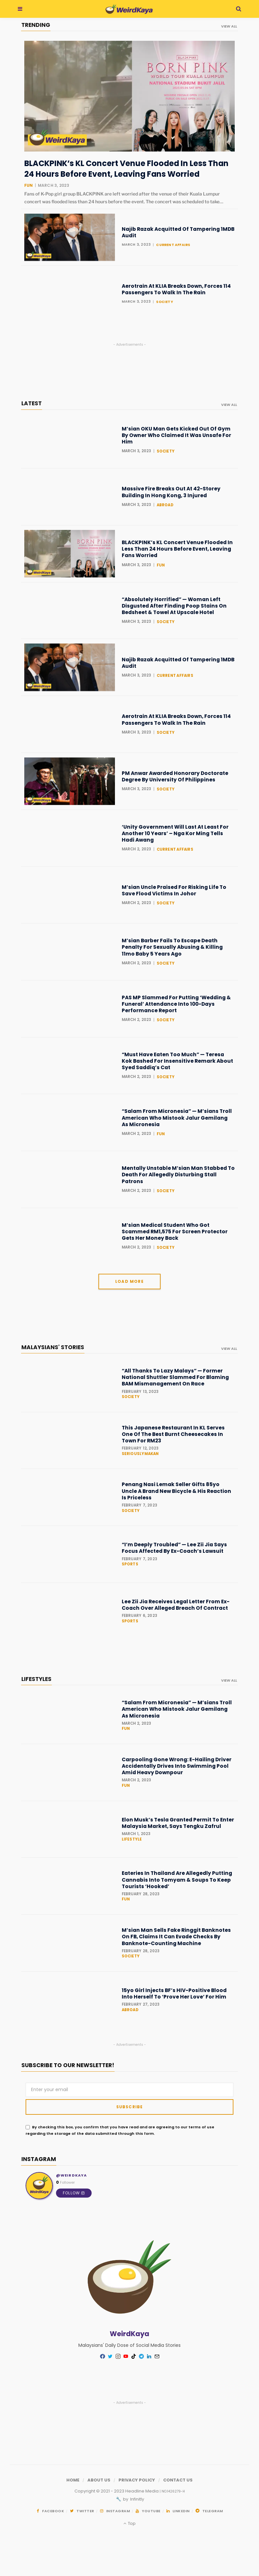 WeirdKaya
TRENDING
VIEW ALL
BORN PINK
WORLD TOUR KUALA LUMPUR
WeirdKaya
BLACKPINK’s KL Concert Venue Flooded In Less Than
24 Hours Before Event, Leaving Fans Worried
FUN | MARCH 3, 2023
Fans of K-Pop girl group BLACKPINK are left worried after the venue of their Kuala Lumpur
concert was flooded less than 24 hours before the event. The concert was scheduled to take...
Najib Razak Acquitted Of Tampering 1MDB
Audit
MARCH 3, 2023 | CURRENT AFFAIRS
Aerotrain At KLIA Breaks Down, Forces 114
Passengers To Walk In The Rain
MARCH 3, 2023 | SOCIETY
- Advertisements -
LATEST
VIEW ALL
M’sian OKU Man Gets Kicked Out Of Gym
By Owner Who Claimed It Was Unsafe For
Him
MARCH 3, 2023 | SOCIETY
Massive Fire Breaks Out At 42-Storey
Building In Hong Kong, 3 Injured
MARCH 3, 2023 | ABROAD
BLACKPINK’s KL Concert Venue Flooded In
Less Than 24 Hours Before Event, Leaving
Fans Worried
MARCH 3, 2023 | FUN
“Absolutely Horrified” — Woman Left
Disgusted After Finding Poop Stains On
Bedsheet & Towel At Upscale Hotel
MARCH 3, 2023 | SOCIETY
Najib Razak Acquitted Of Tampering 1MDB
Audit
MARCH 3, 2023 | CURRENT AFFAIRS
Aerotrain At KLIA Breaks Down, Forces 114
Passengers To Walk In The Rain
MARCH 3, 2023 | SOCIETY
PM Anwar Awarded Honorary Doctorate
Degree By University Of Philippines
MARCH 3, 2023 | SOCIETY
‘Unity Government Will Last At Least For
Another 10 Years’ – Nga Kor Ming Tells
Hadi Awang
MARCH 2, 2023 | CURRENT AFFAIRS
M’sian Uncle Praised For Risking Life To
Save Flood Victims In Johor
MARCH 2, 2023 | SOCIETY
M’sian Barber Fails To Escape Death
Penalty For Sexually Abusing & Killing
11mo Baby 5 Years Ago
MARCH 2, 2023 | SOCIETY
PAS MP Slammed For Putting ‘Wedding &
Funeral’ Attendance Into 100-Days
Performance Report
MARCH 2, 2023 | SOCIETY
“Must Have Eaten Too Much” — Teresa
Kok Bashed For Insensitive Remark About
Syed Saddiq’s Cat
MARCH 2, 2023 | SOCIETY
“Salam From Micronesia” — M’sians Troll
American Who Mistook Jalur Gemilang
As Micronesia
MARCH 2, 2023 | FUN
Mentally Unstable M’sian Man Stabbed To
Death For Allegedly Disturbing Stall
Patrons
MARCH 2, 2023 | SOCIETY
M’sian Medical Student Who Got
Scammed RM1,575 For Screen Protector
Gets Her Money Back
MARCH 2, 2023 | SOCIETY
LOAD MORE
MALAYSIANS' STORIES
VIEW ALL
“All Thanks To Lazy Malays” — Former
National Shuttler Slammed For Blaming
BAM Mismanagement On Race
FEBRUARY 13, 2023
SOCIETY
This Japanese Restaurant In KL Serves
One Of The Best Burnt Cheesecakes In
Town For RM23
FEBRUARY 12, 2023
SERIOUSLYMAKAN
Penang Nasi Lemak Seller Gifts 85yo
Uncle A Brand New Bicycle & His Reaction
Is Priceless
FEBRUARY 7, 2023
SOCIETY
“I’m Deeply Troubled” — Lee Zii Jia Says
Focus Affected By Ex-Coach’s Lawsuit
FEBRUARY 7, 2023
SPORTS
Lee Zii Jia Receives Legal Letter From Ex-
Coach Over Alleged Breach Of Contract
FEBRUARY 6, 2023
SPORTS
LIFESTYLES
VIEW ALL
“Salam From Micronesia” — M’sians Troll
American Who Mistook Jalur Gemilang
As Micronesia
MARCH 2, 2023
FUN
Carpooling Gone Wrong: E-Hailing Driver
Accidentally Drives Into Swimming Pool
Amid Heavy Downpour
MARCH 2, 2023
FUN
Elon Musk’s Tesla Granted Permit To Enter
Malaysia Market, Says Tengku Zafrul
MARCH 1, 2023
LIFESTYLE
Eateries In Thailand Are Allegedly Putting
Cannabis Into Tomyam & Soups To Keep
Tourists ‘Hooked’
FEBRUARY 28, 2023
FUN
M’sian Man Sells Fake Ringgit Banknotes
On FB, Claims It Can Evade Checks By
Banknote-Counting Machine
FEBRUARY 28, 2023
SOCIETY
15yo Girl Injects BF’s HIV-Positive Blood
Into Herself To ‘Prove Her Love’ For Him
FEBRUARY 27, 2023
ABROAD
- Advertisements -
SUBSCRIBE TO OUR NEWSLETTER!
Enter your email
SUBSCRIBE
By checking this box, you confirm that you have read and are agreeing to our terms of use
regarding the storage of the data submitted through this form.
INSTAGRAM
WeirdKaya
@WEIRDKAYA
0 Followers
FOLLOW
WeirdKaya
Malaysians' Daily Dose of Social Media Stories
- Advertisements -
HOME
ABOUT US
PRIVACY POLICY
CONTACT US
FACEBOOK
TWITTER
INSTAGRAM
YOUTUBE
LINKEDIN
TELEGRAM
Top